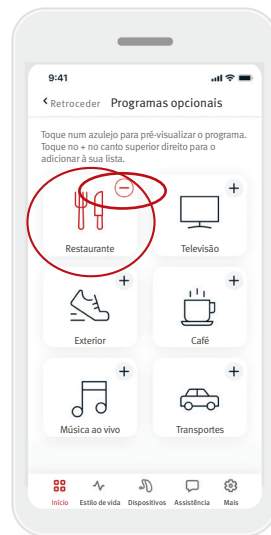 9:41
Retroceder Programas opcionais
Toque num azulejo para pré-visualizar o programa.
Toque no + no canto superior direito para o
adicionar à sua lista.
Restaurante Televisão
Exterior Café
Música ao vivo Transportes
Início Estilo de vida Dispositivos Assistência Mais